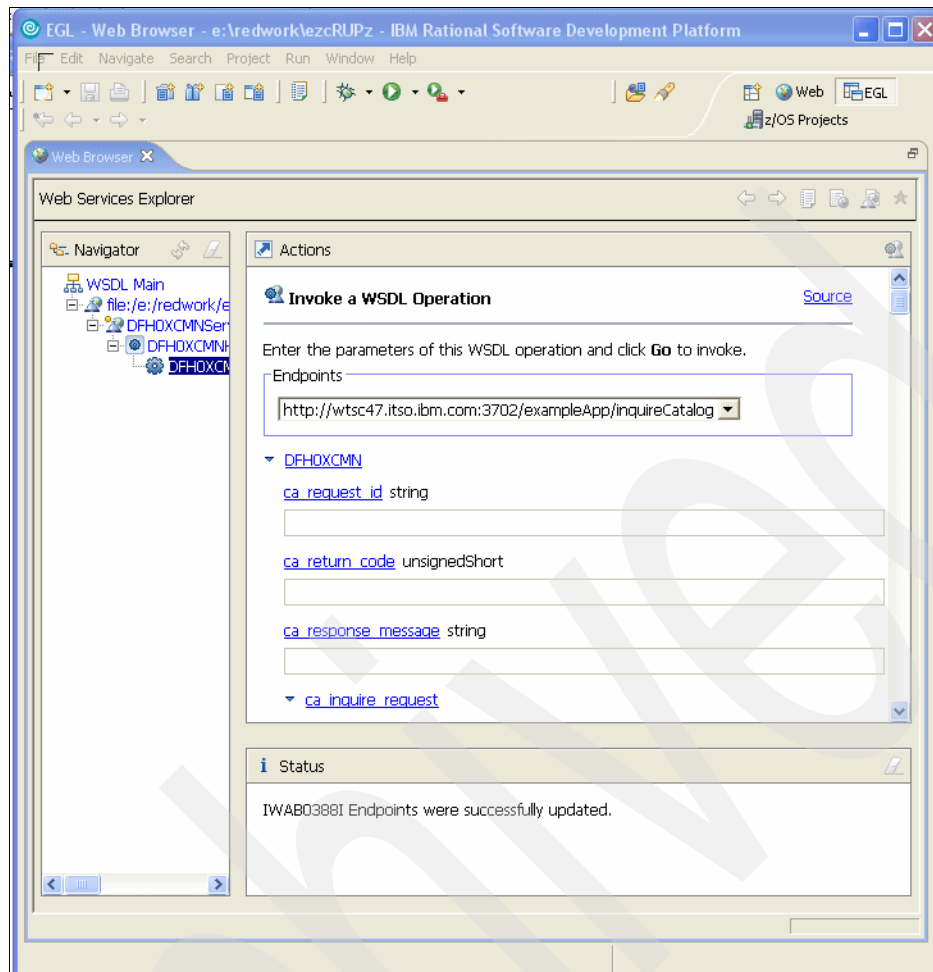 EGL - Web Browser - e:\redwork\ezcRUPz - IBM Rational Software Development Platform
File Edit Navigate Search Project Run Window Help
Web EGL
z/OS Projects
Web Browser
Web Services Explorer
Navigator
Actions
WSDL Main
file:/e:/redwork/e
DFH0XCMNSer
DFH0XCMN
DFH0XCM
Invoke a WSDL Operation
Source
Enter the parameters of this WSDL operation and click Go to invoke.
Endpoints
http://wtsc47.itso.ibm.com:3702/exampleApp/inquireCatalog
DFH0XCMN
ca_request_id string
ca_return_code unsignedShort
ca_response_message string
ca_inquire_request
i Status
IWAB0388I Endpoints were successfully updated.